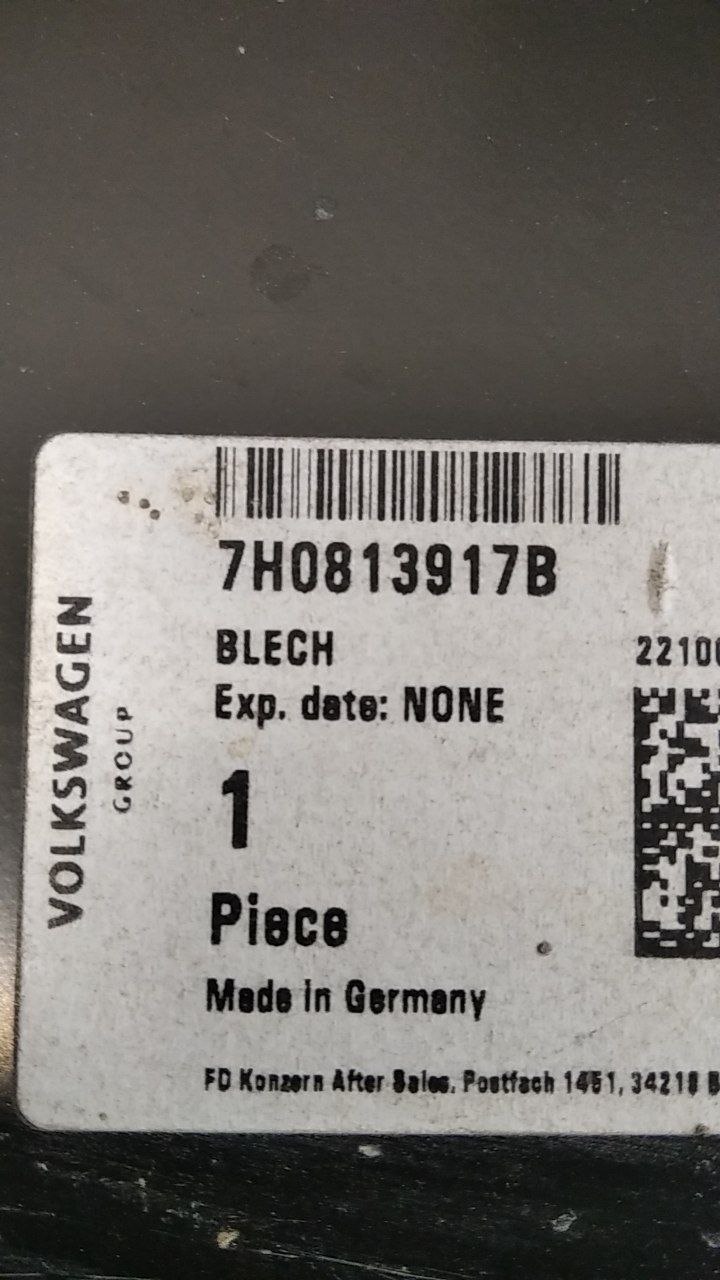 VOLKSWAGEN
GROUP
7H0813917B
BLECH
Exp. date: NONE
1
Piece
Made in Germany
FD Konzern After Sales, Postfach 1451, 34218 B